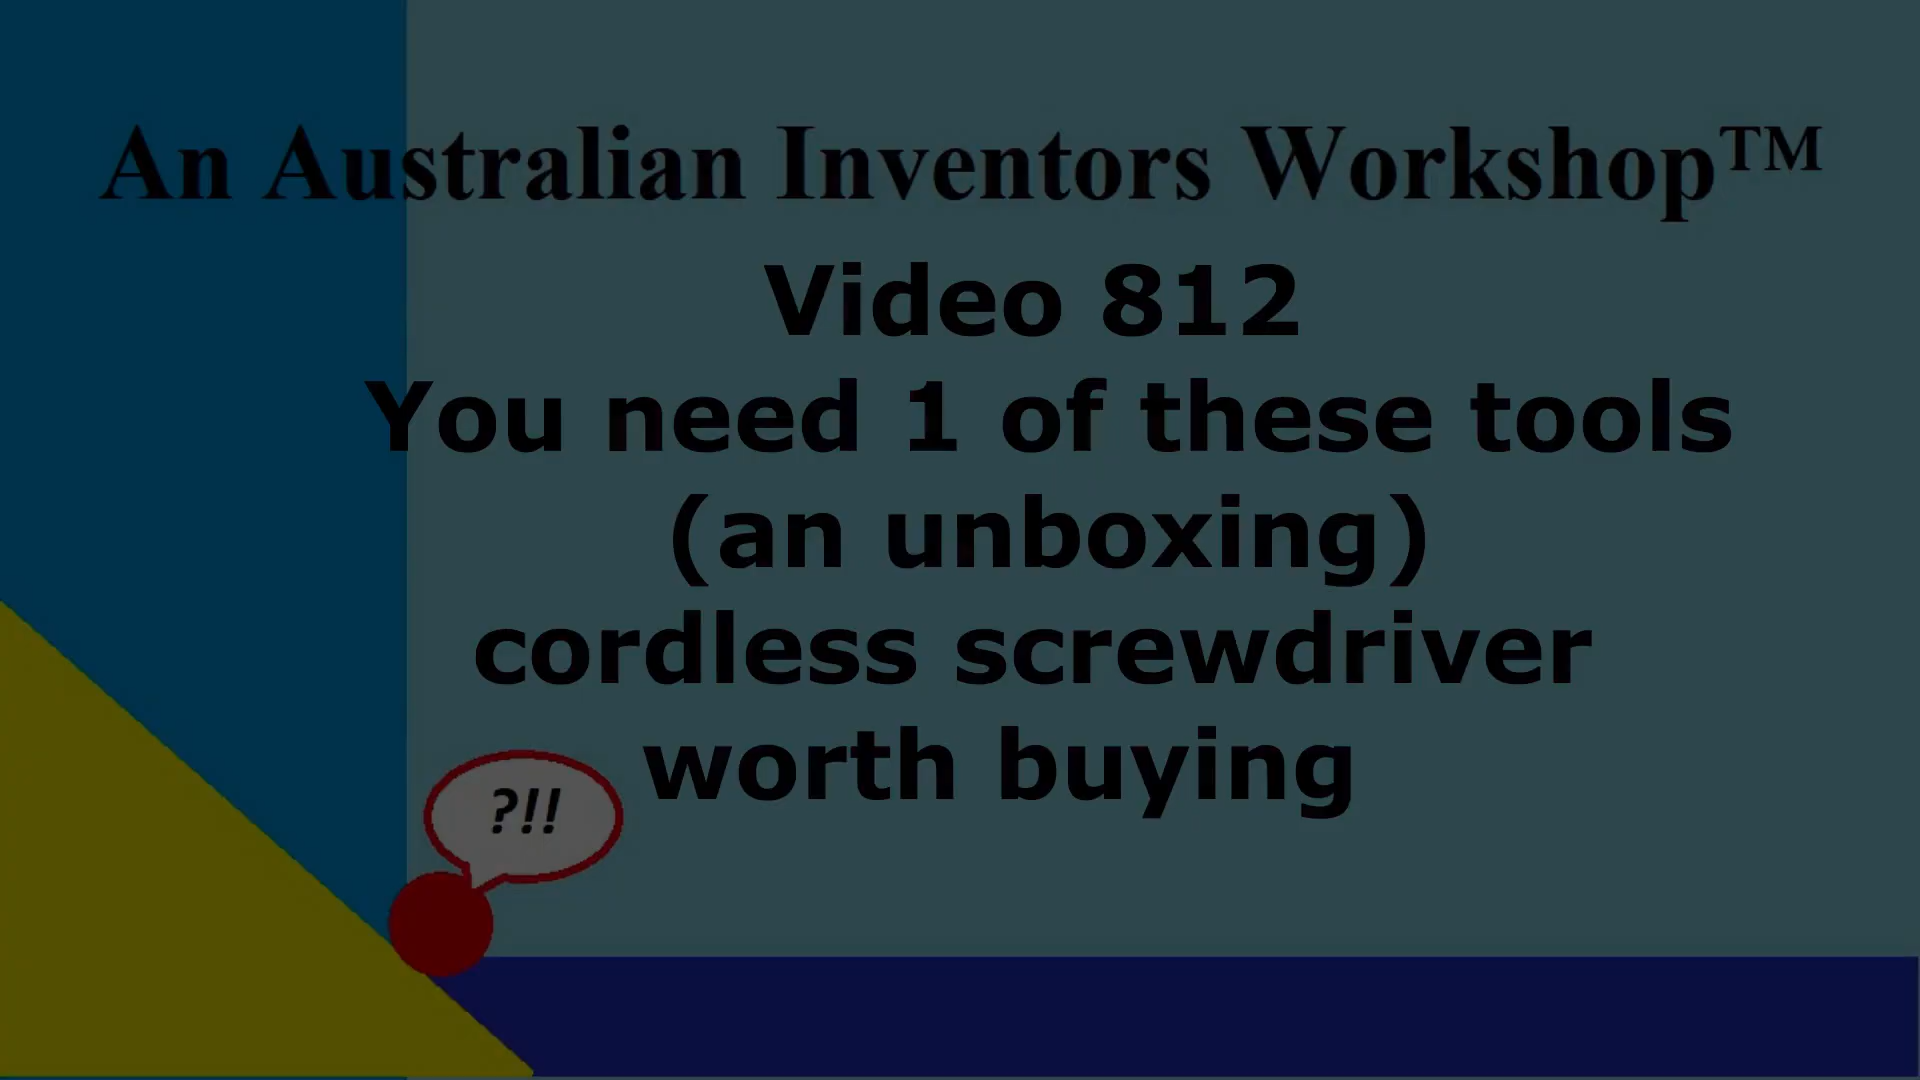 An Australian Inventors Workshop™
Video 812
You need 1 of these tools
(an unboxing)
cordless screwdriver
worth buying
?!!